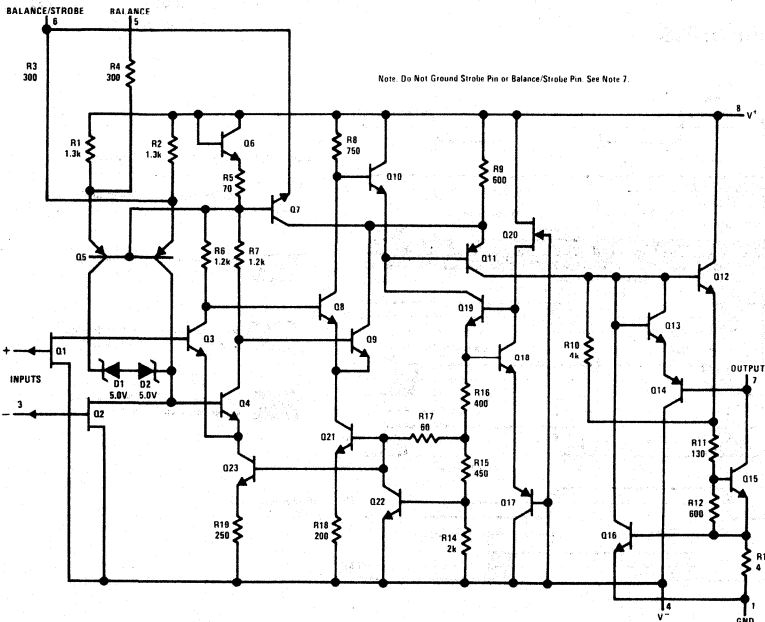 BALANCE/STROBE BALANCE
6 5
R3
300
R4
300
Note: Do Not Ground Strobe Pin or Balance/Strobe Pin. See Note 7.
8 V+
R1
1.3k
R2
1.3k
Q6
R5
70
R8
750
Q10
R9
600
Q20
Q7
Q5
R6
1.2k
R7
1.2k
Q11
Q12
Q8
Q19
Q13
Q3
Q9
Q18
R10
4k
+
Q1
Q14
OUTPUT
7
INPUTS
D1
5.0V
D2
5.0V
R16
400
3
−
Q2
Q4
R17
60
Q21
R11
130
Q23
R15
450
Q15
Q22
Q17
R12
600
Q16
R19
250
R18
200
R14
2k
4
V−
1
GND